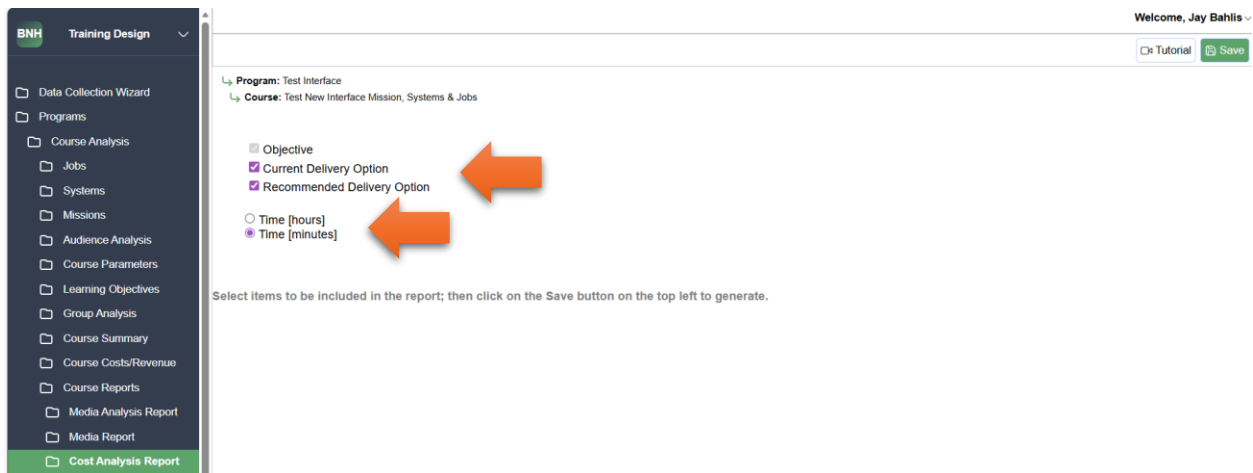 Welcome, Jay Bahlis
BNH Training Design
Tutorial Save
Program: Test Interface
Course: Test New Interface Mission, Systems & Jobs
Data Collection Wizard
Programs
Course Analysis
Jobs
Systems
Missions
Audience Analysis
Course Parameters
Learning Objectives
Group Analysis
Course Summary
Course Costs/Revenue
Course Reports
Media Analysis Report
Media Report
Cost Analysis Report
Objective
Current Delivery Option
Recommended Delivery Option
Time [hours]
Time [minutes]
Select items to be included in the report; then click on the Save button on the top left to generate.